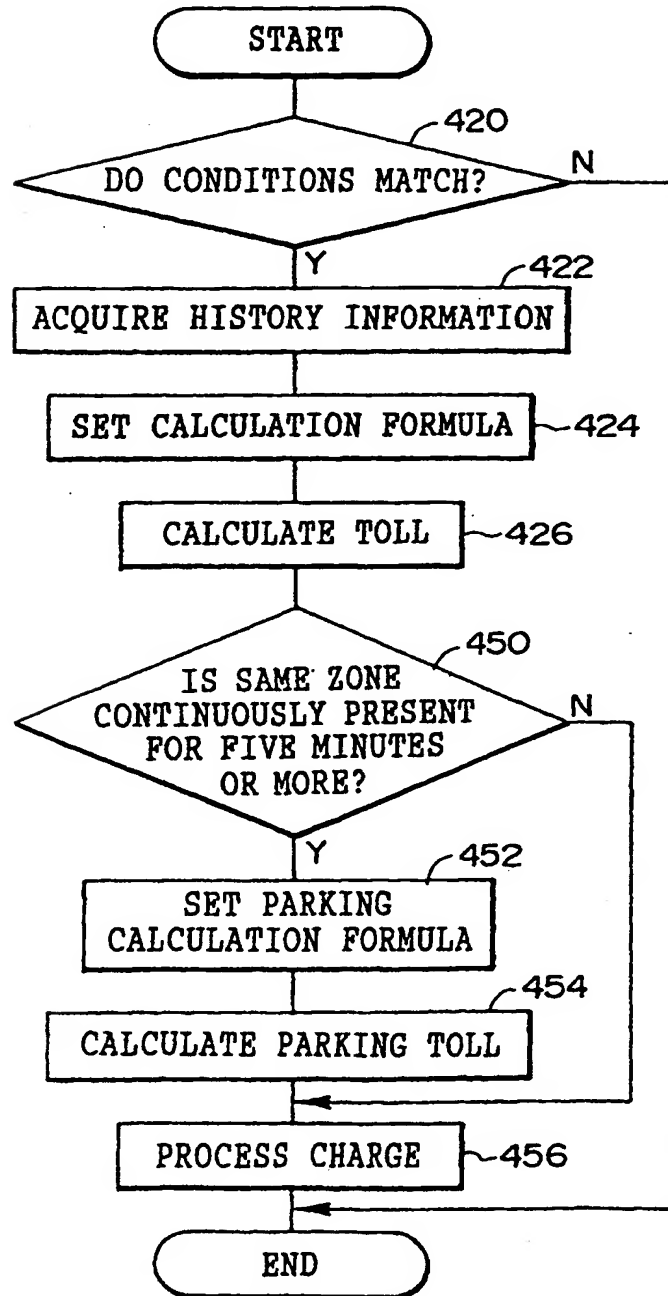 START
420
DO CONDITIONS MATCH?
N
Y
422
ACQUIRE HISTORY INFORMATION
SET CALCULATION FORMULA
424
CALCULATE TOLL
426
450
IS SAME ZONE
CONTINUOUSLY PRESENT
FOR FIVE MINUTES
OR MORE?
N
Y
452
SET PARKING
CALCULATION FORMULA
454
CALCULATE PARKING TOLL
PROCESS CHARGE
456
END